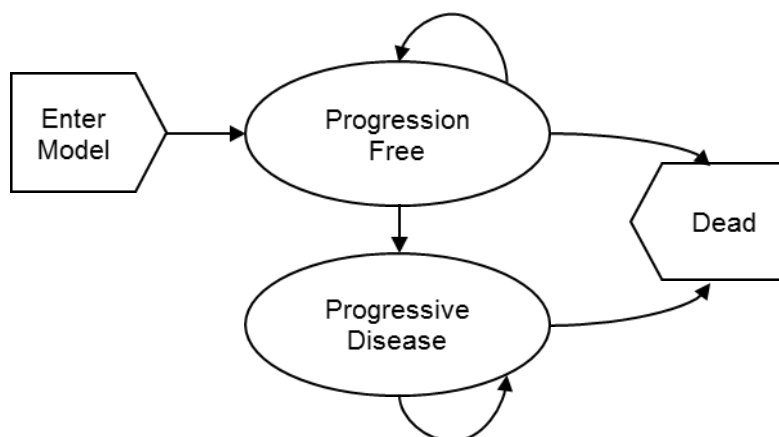 Enter
Model
Progression
Free
Dead
Progressive
Disease